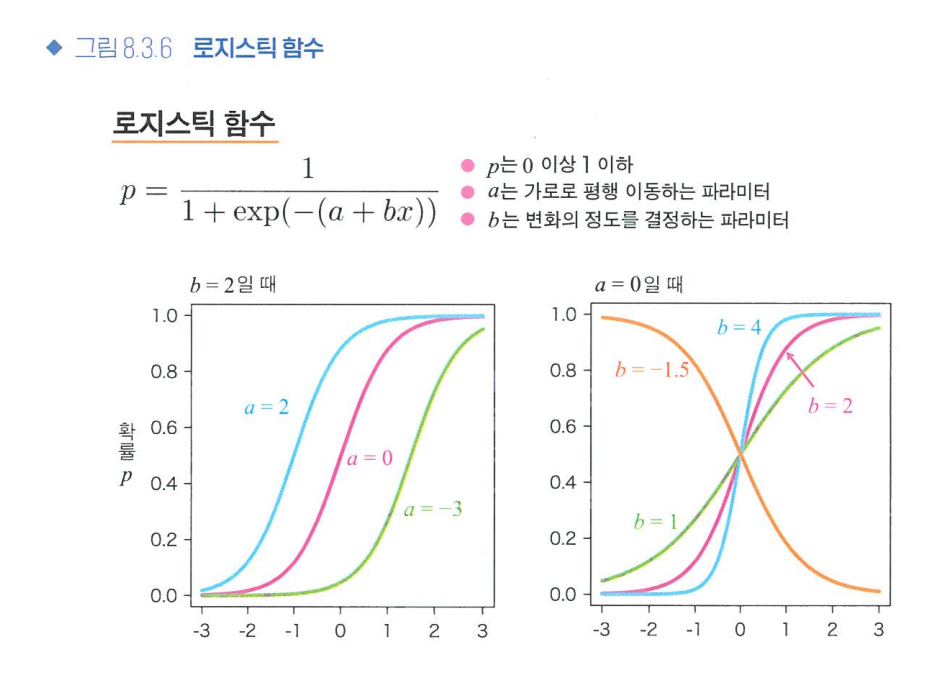 ◆ 그림 8.3.6 로지스틱 함수
로지스틱 함수
p = 1 / (1 + exp(−(a + bx)))
● p는 0 이상 1 이하
● a는 가로로 평행 이동하는 파라미터
● b는 변화의 정도를 결정하는 파라미터
b = 2일 때
확률 p
1.0
0.8
0.6
0.4
0.2
0.0
a = 2
a = 0
a = −3
-3 -2 -1 0 1 2 3
a = 0일 때
1.0
0.8
0.6
0.4
0.2
0.0
b = 4
b = −1.5
b = 2
b = 1
-3 -2 -1 0 1 2 3